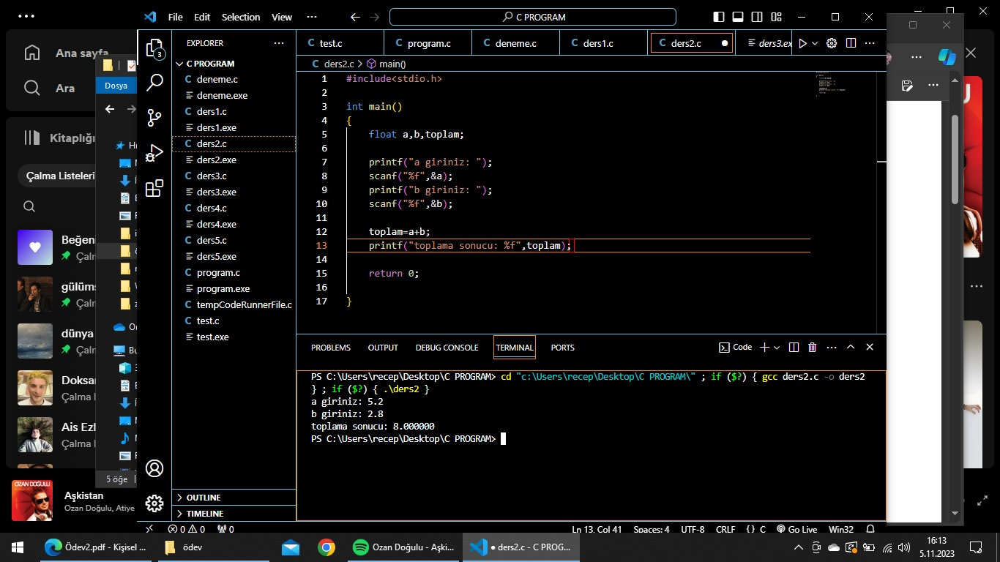 File Edit Selection View ··· C PROGRAM
EXPLORER
C PROGRAM
deneme.c
deneme.exe
ders1.c
ders1.exe
ders2.c
ders2.exe
ders3.c
ders3.exe
ders4.c
ders4.exe
ders5.c
ders5.exe
program.c
program.exe
tempCodeRunnerFile.c
test.c
test.exe
OUTLINE
TIMELINE
3
test.c program.c deneme.c ders1.c ders2.c ders3.ex
ders2.c > main()
1 #include<stdio.h>
2
3 int main()
4 {
5 float a,b,toplam;
6
7 printf("a giriniz: ");
8 scanf("%f",&a);
9 printf("b giriniz: ");
10 scanf("%f",&b);
11
12 toplam=a+b;
13 printf("toplama sonucu: %f",toplam);
14
15 return 0;
16
17 }
PROBLEMS OUTPUT DEBUG CONSOLE TERMINAL PORTS Code
PS C:\Users\recep\Desktop\C PROGRAM> cd "c:\Users\recep\Desktop\C PROGRAM\" ; if ($?) { gcc ders2.c -o ders2
} ; if ($?) { .\ders2 }
a giriniz: 5.2
b giriniz: 2.8
toplama sonucu: 8.000000
PS C:\Users\recep\Desktop\C PROGRAM>
0 0 0 Ln 13, Col 41 Spaces: 4 UTF-8 CRLF {} C Go Live Win32
Ana sayfa
Ara
Kitaplığı
Çalma Listeleri
Beğeni
Çalm
gülüms
Çalm
dünya
Çalm
Doksan
Çalma l
Ais Ezh
Çalma l
OZAN DOĞULU
Aşkistan
Ozan Doğulu, Atiye
Dosya
5 öğe
Ödev2.pdf - Kişisel ... ödev Ozan Doğulu - Aşki... ● ders2.c - C PROG...
16:13
5.11.2023